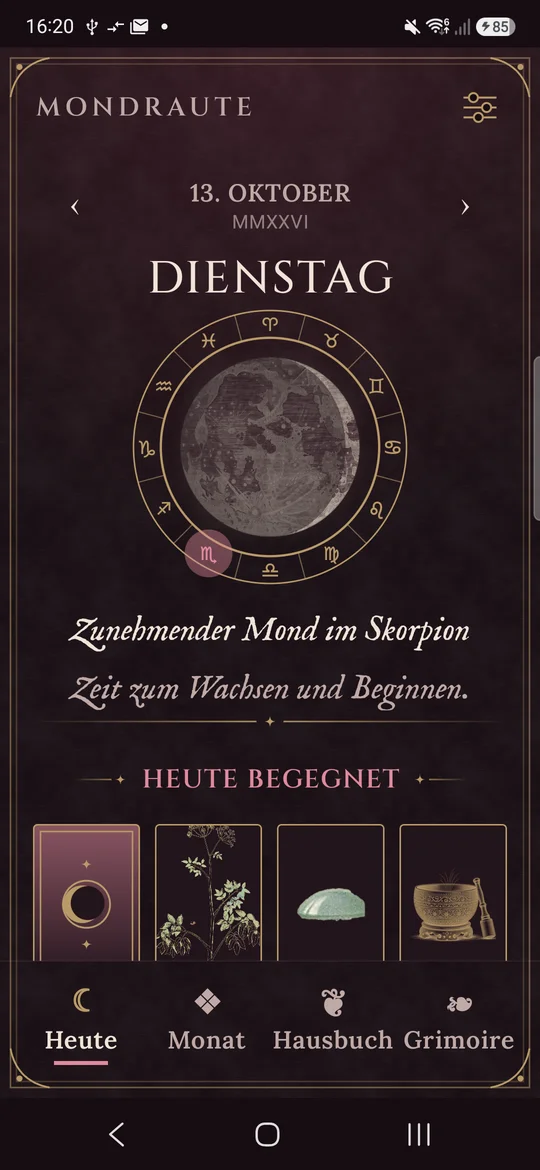 16:20
85
MONDRAUTE
13. OKTOBER
MMXXVI
DIENSTAG
Zunehmender Mond im Skorpion
Zeit zum Wachsen und Beginnen.
HEUTE BEGEGNET
Heute Monat Hausbuch Grimoire